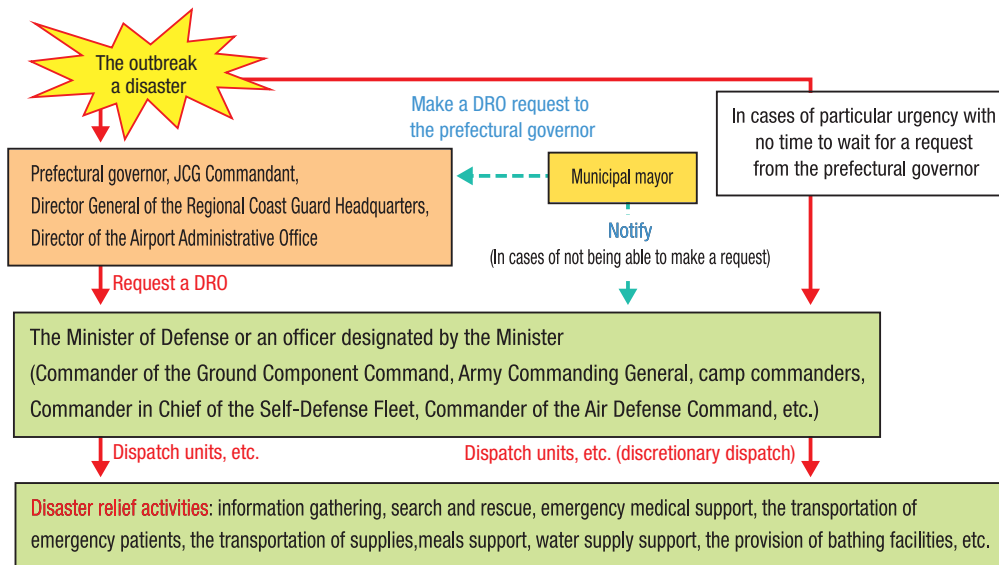 The outbreak
a disaster
Make a DRO request to
the prefectural governor
In cases of particular urgency with
no time to wait for a request
from the prefectural governor
Prefectural governor, JCG Commandant,
Director General of the Regional Coast Guard Headquarters,
Director of the Airport Administrative Office
Municipal mayor
Notify
(In cases of not being able to make a request)
Request a DRO
The Minister of Defense or an officer designated by the Minister
(Commander of the Ground Component Command, Army Commanding General, camp commanders,
Commander in Chief of the Self-Defense Fleet, Commander of the Air Defense Command, etc.)
Dispatch units, etc.
Dispatch units, etc. (discretionary dispatch)
Disaster relief activities: information gathering, search and rescue, emergency medical support, the transportation of
emergency patients, the transportation of supplies,meals support, water supply support, the provision of bathing facilities, etc.